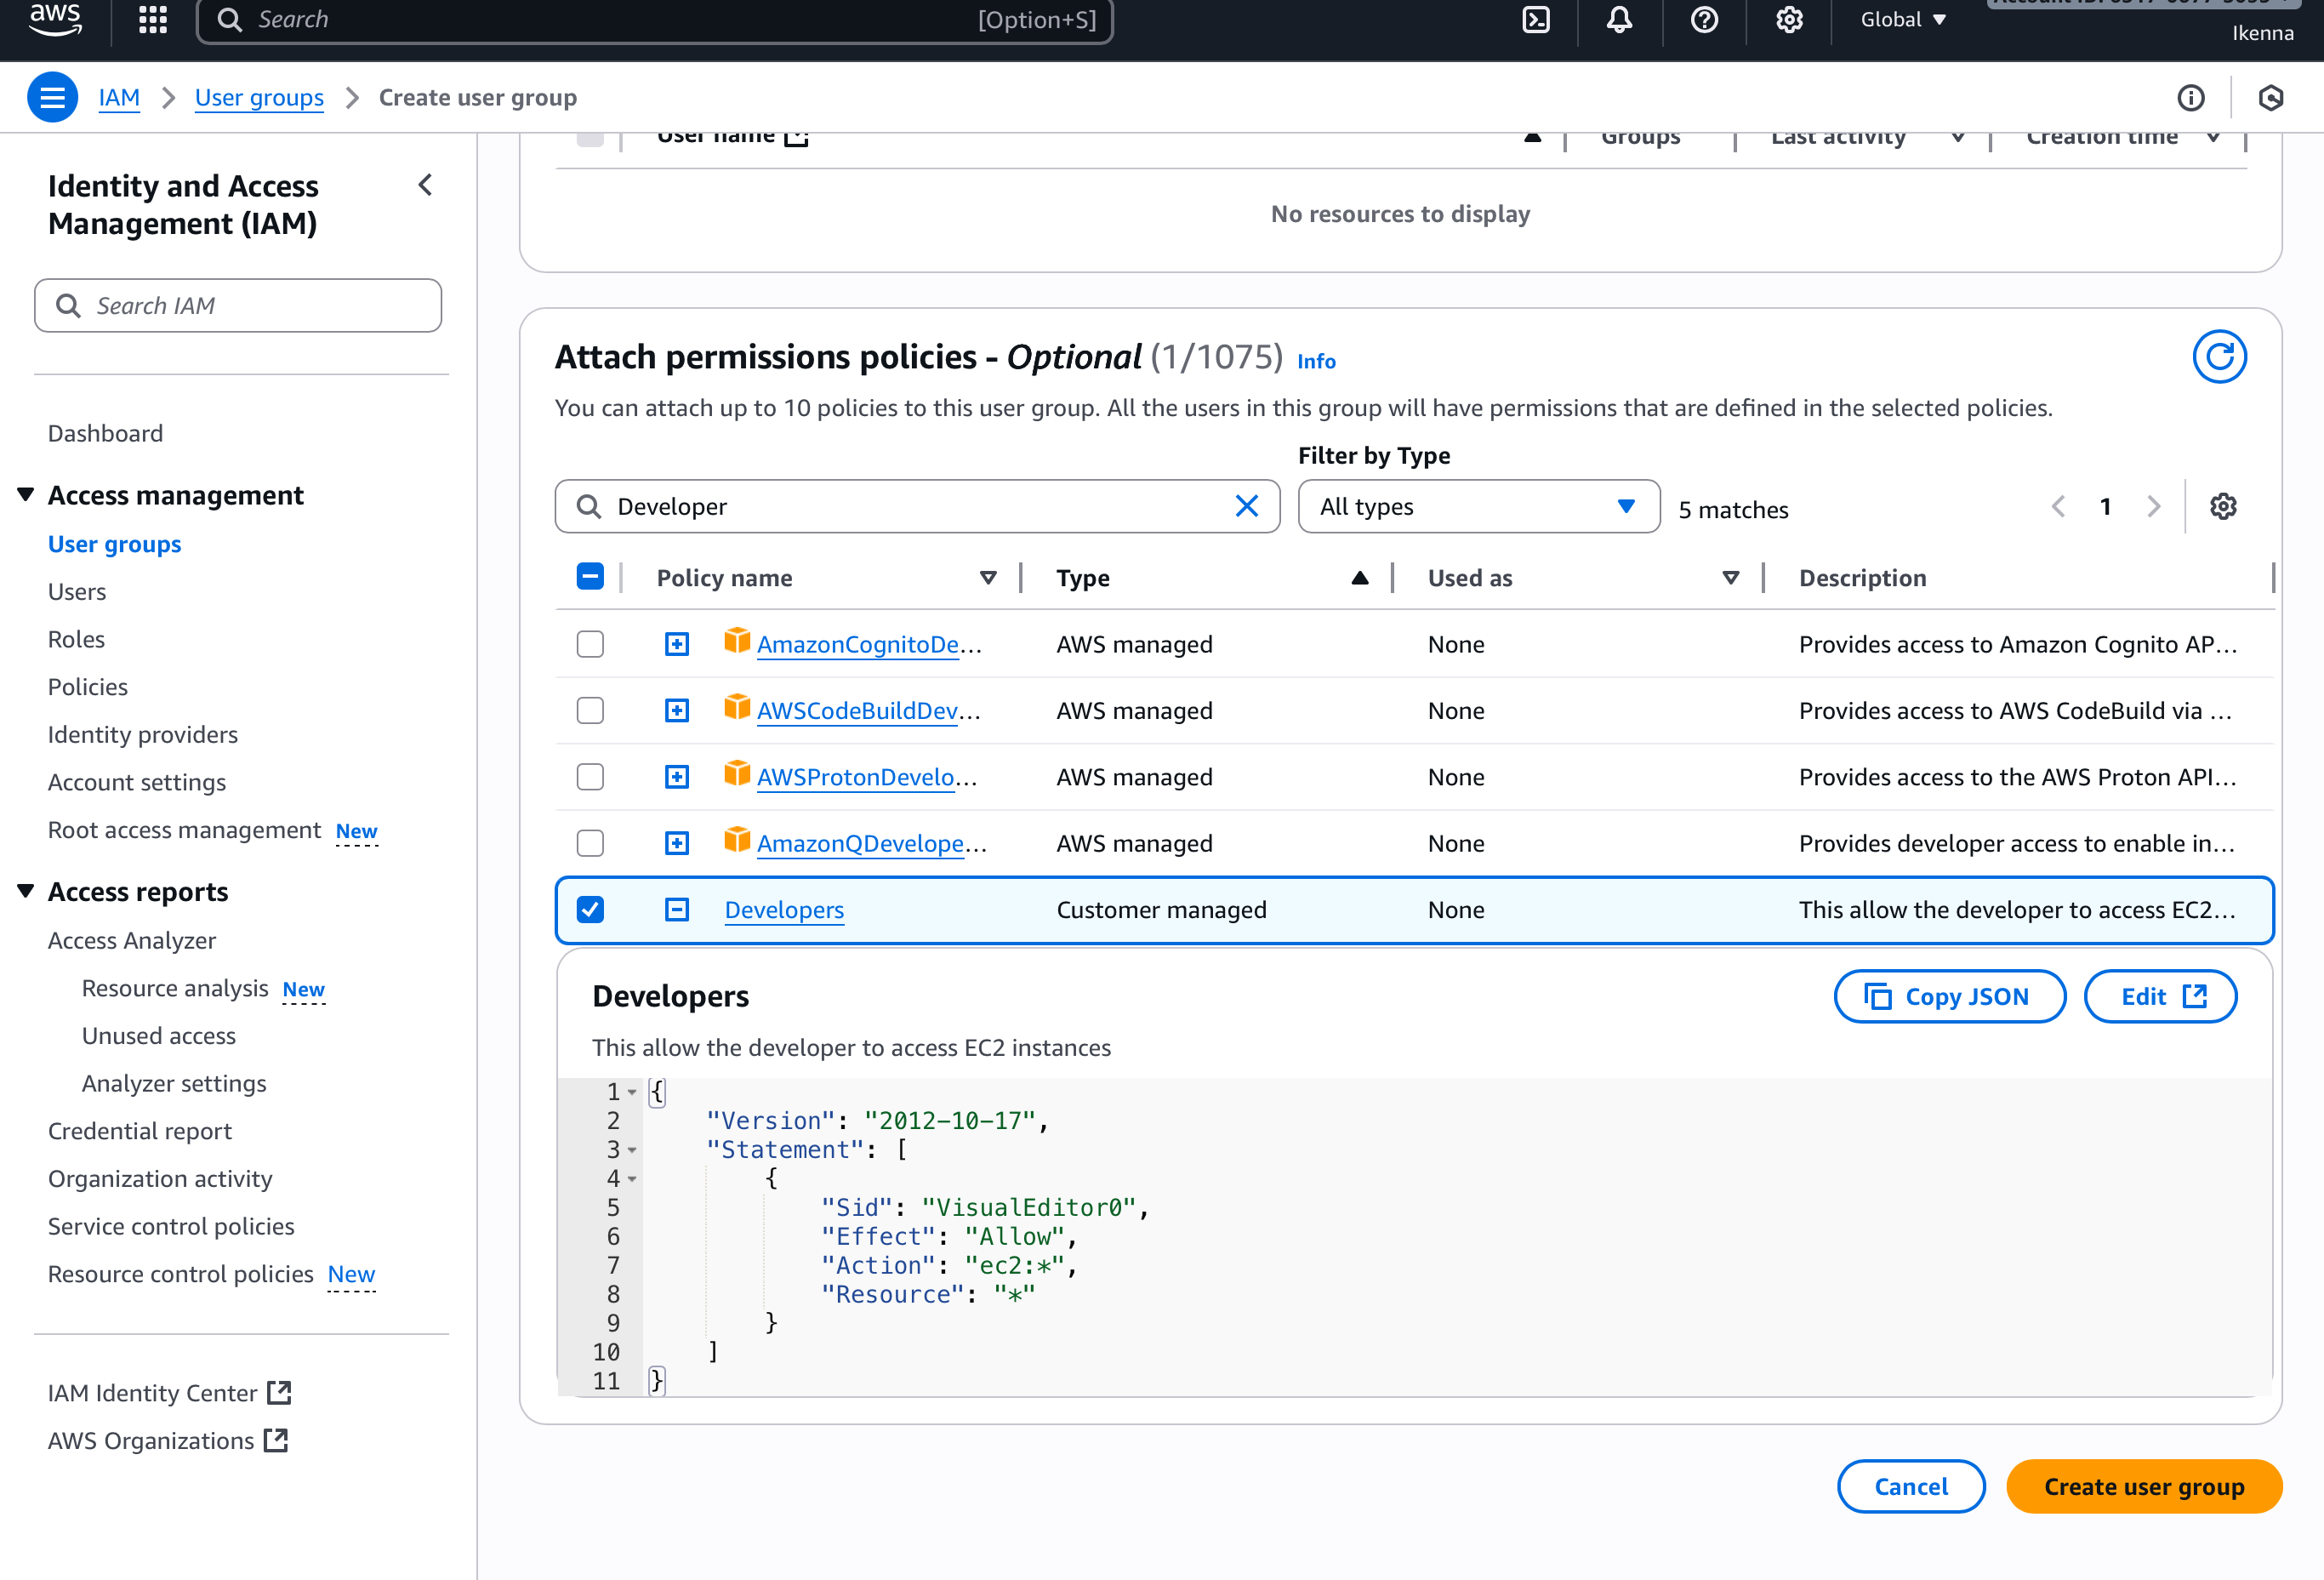 aws
Search
[Option+S]
Global
Ikenna
IAM
User groups
Create user group
Identity and Access
Management (IAM)
Search IAM
Dashboard
Access management
User groups
Users
Roles
Policies
Identity providers
Account settings
Root access management New
Access reports
Access Analyzer
Resource analysis New
Unused access
Analyzer settings
Credential report
Organization activity
Service control policies
Resource control policies New
IAM Identity Center
AWS Organizations
User name
Groups
Last activity
Creation time
No resources to display
Attach permissions policies - Optional (1/1075) Info
You can attach up to 10 policies to this user group. All the users in this group will have permissions that are defined in the selected policies.
Filter by Type
Developer
All types
5 matches
1
Policy name
Type
Used as
Description
AmazonCognitoDe... AWS managed None Provides access to Amazon Cognito AP...
AWSCodeBuildDev... AWS managed None Provides access to AWS CodeBuild via ...
AWSProtonDevelo... AWS managed None Provides access to the AWS Proton API...
AmazonQDevelope... AWS managed None Provides developer access to enable in...
Developers Customer managed None This allow the developer to access EC2...
Developers
Copy JSON
Edit
This allow the developer to access EC2 instances
1 {
2 "Version": "2012-10-17",
3 "Statement": [
4 {
5 "Sid": "VisualEditor0",
6 "Effect": "Allow",
7 "Action": "ec2:*",
8 "Resource": "*"
9 }
10 ]
11 }
Cancel
Create user group